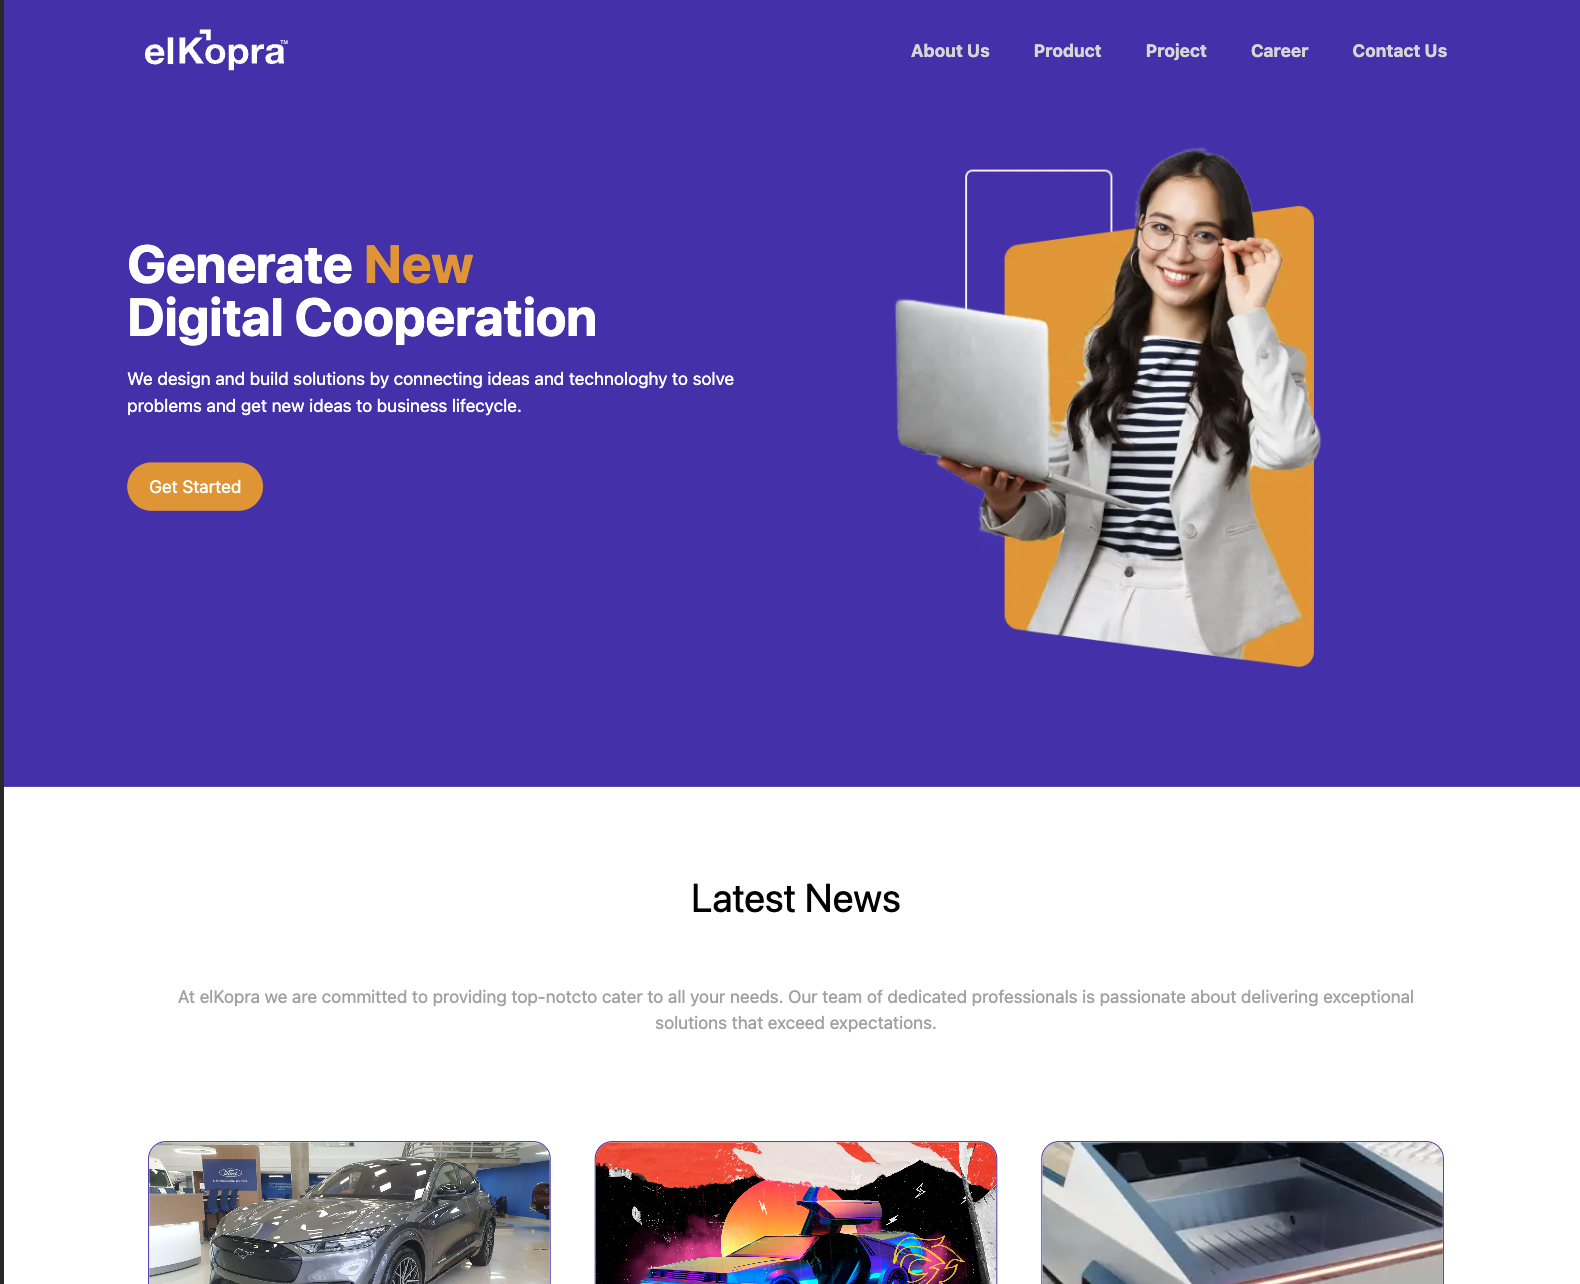 elKopra™
About Us
Product
Project
Career
Contact Us
Generate New
Digital Cooperation
We design and build solutions by connecting ideas and technologhy to solve
problems and get new ideas to business lifecycle.
Get Started
Latest News
At elKopra we are committed to providing top-notcto cater to all your needs. Our team of dedicated professionals is passionate about delivering exceptional
solutions that exceed expectations.
Ford